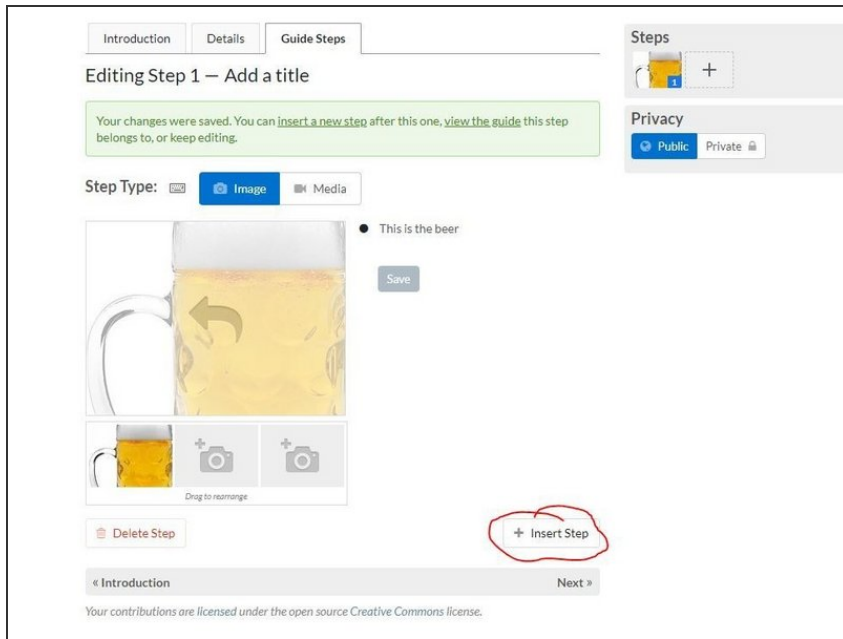 Introduction
Details
Guide Steps
Editing Step 1 — Add a title
Your changes were saved. You can insert a new step after this one, view the guide this step
belongs to, or keep editing.
Step Type:
Image
Media
This is the beer
Save
Drag to rearrange
Delete Step
+ Insert Step
« Introduction
Next »
Your contributions are licensed under the open source Creative Commons license.
Steps
1
+
Privacy
Public
Private